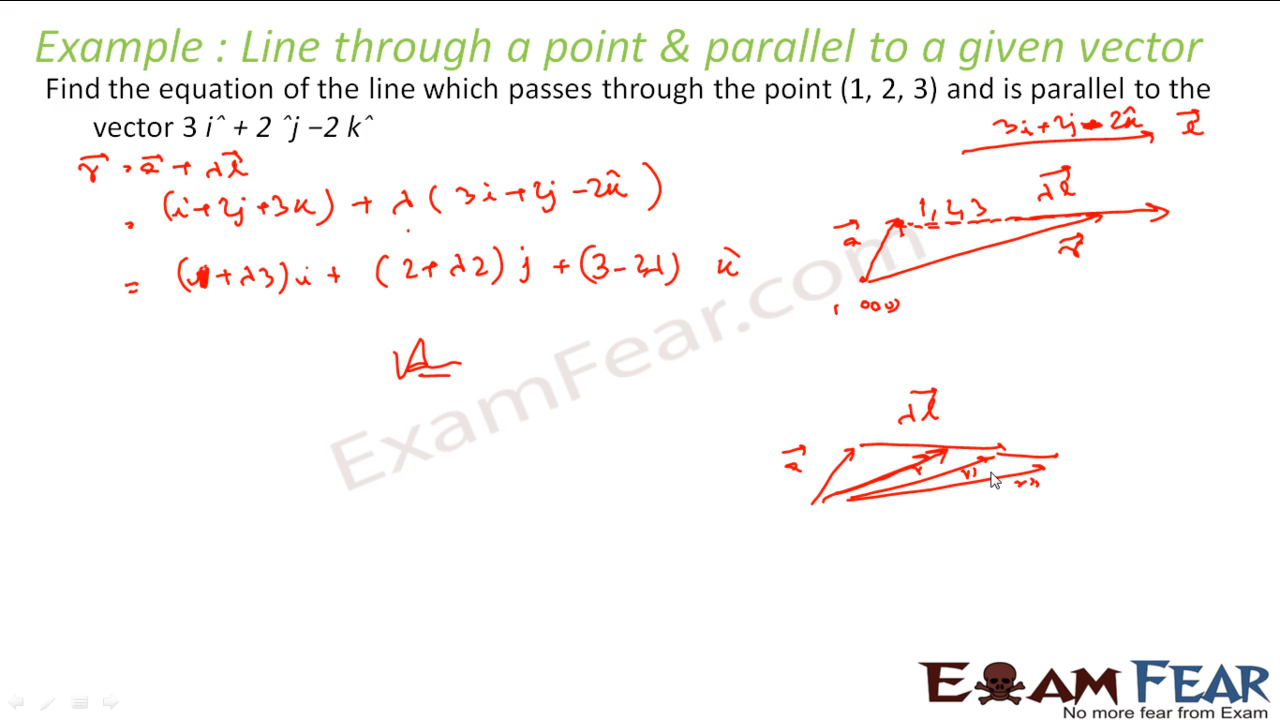 Example : Line through a point & parallel to a given vector
Find the equation of the line which passes through the point (1, 2, 3) and is parallel to the
vector 3 i^ + 2 ^j −2 k^
3i+2j-2k̂ l⃗
r⃗ = a⃗ + λl⃗
= (i+2j+3k) + λ(3i+2j-2k̂)
= (1+λ3)i + (2+λ2)j + (3-2λ) k̂
λl⃗
1, 2, 3
a⃗
r⃗
(000)
λl⃗
a⃗
r r1
ExamFear.com
EXAM FEAR
No more fear from Exam